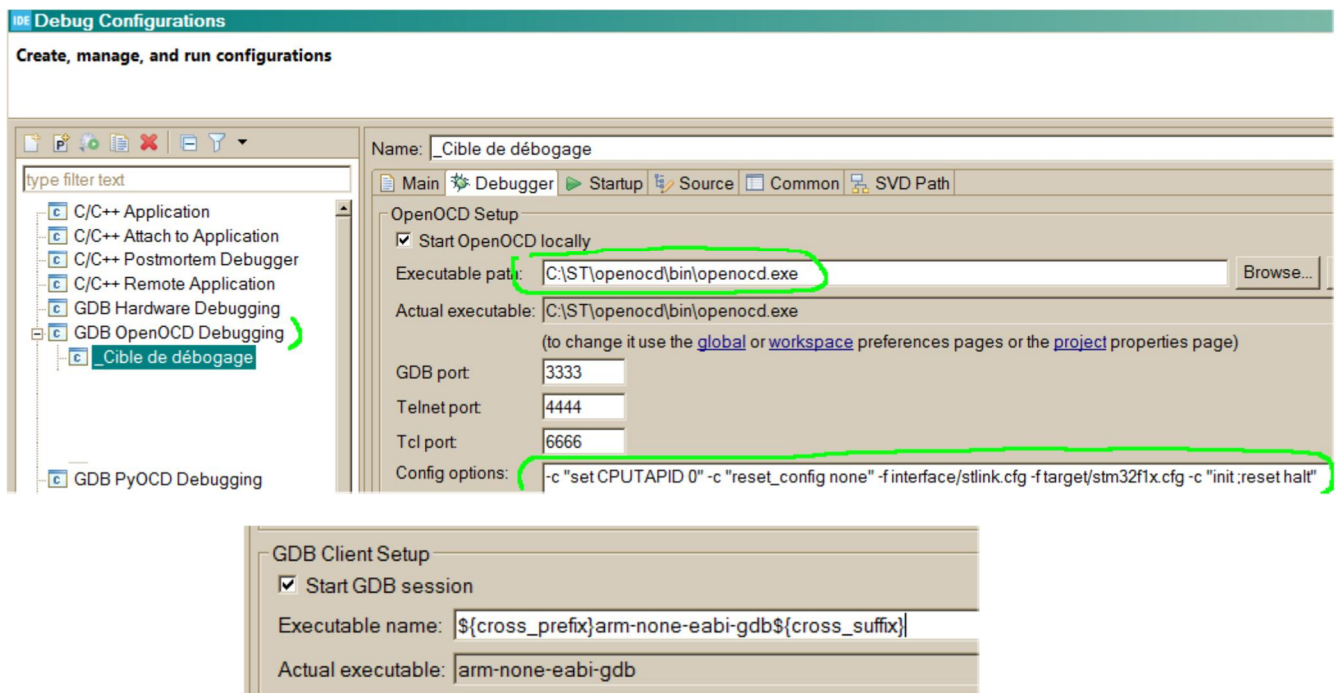 IDE Debug Configurations
Create, manage, and run configurations
type filter text
C/C++ Application
C/C++ Attach to Application
C/C++ Postmortem Debugger
C/C++ Remote Application
GDB Hardware Debugging
GDB OpenOCD Debugging
_Cible de débogage
GDB PyOCD Debugging
Name: _Cible de débogage
Main Debugger Startup Source Common SVD Path
OpenOCD Setup
Start OpenOCD locally
Executable path: C:\ST\openocd\bin\openocd.exe Browse...
Actual executable: C:\ST\openocd\bin\openocd.exe
(to change it use the global or workspace preferences pages or the project properties page)
GDB port: 3333
Telnet port: 4444
Tcl port: 6666
Config options: -c "set CPUTAPID 0" -c "reset_config none" -f interface/stlink.cfg -f target/stm32f1x.cfg -c "init ;reset halt"
GDB Client Setup
Start GDB session
Executable name: ${cross_prefix}arm-none-eabi-gdb${cross_suffix}
Actual executable: arm-none-eabi-gdb